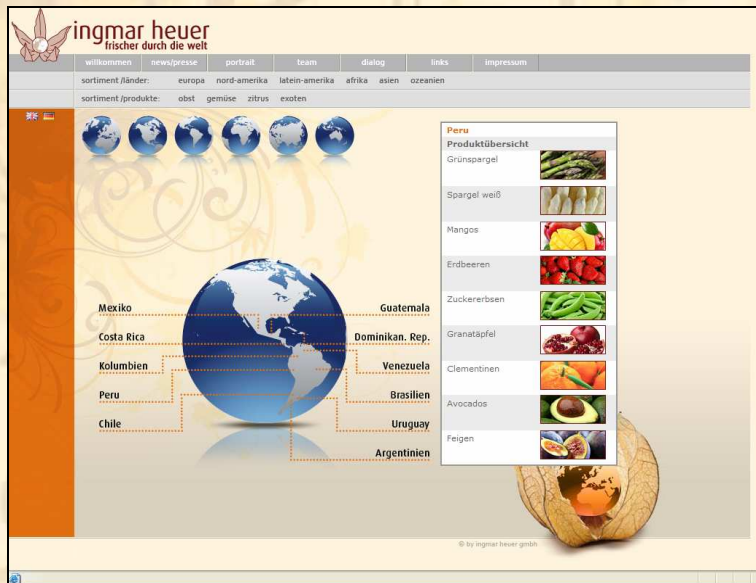 ingmar heuer
frischer durch die welt
willkommen news/presse portrait team dialog links impressum
sortiment /länder: europa nord-amerika latein-amerika afrika asien ozeanien
sortiment /produkte: obst gemüse zitrus exoten
Mexiko
Costa Rica
Kolumbien
Peru
Chile
Guatemala
Dominikan. Rep.
Venezuela
Brasilien
Uruguay
Argentinien
Peru
Produktübersicht
Grünspargel
Spargel weiß
Mangos
Erdbeeren
Zuckererbsen
Granatäpfel
Clementinen
Avocados
Feigen
© by ingmar heuer gmbh